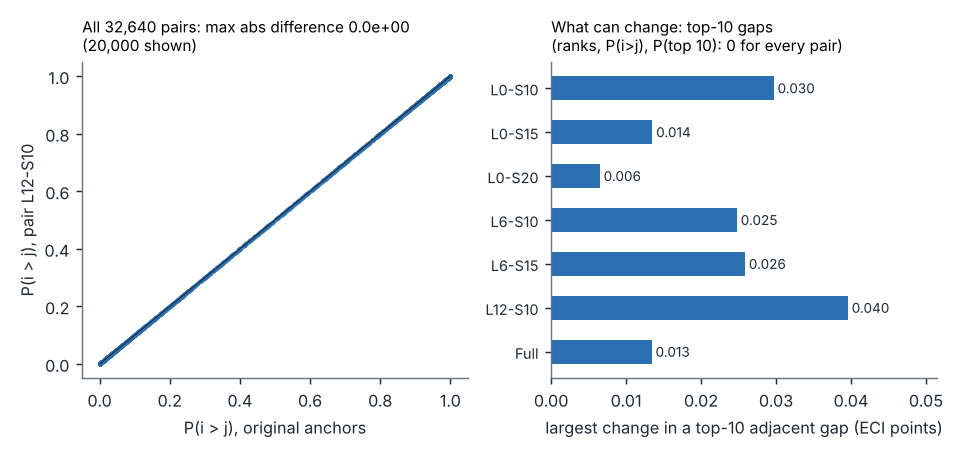 All 32,640 pairs: max abs difference 0.0e+00
(20,000 shown)
1.0
0.8
0.6
0.4
0.2
0.0
P(i > j), pair L12-S10
0.0 0.2 0.4 0.6 0.8 1.0
P(i > j), original anchors
What can change: top-10 gaps
(ranks, P(i>j), P(top 10): 0 for every pair)
L0-S10 0.030
L0-S15 0.014
L0-S20 0.006
L6-S10 0.025
L6-S15 0.026
L12-S10 0.040
Full 0.013
0.00 0.01 0.02 0.03 0.04 0.05
largest change in a top-10 adjacent gap (ECI points)